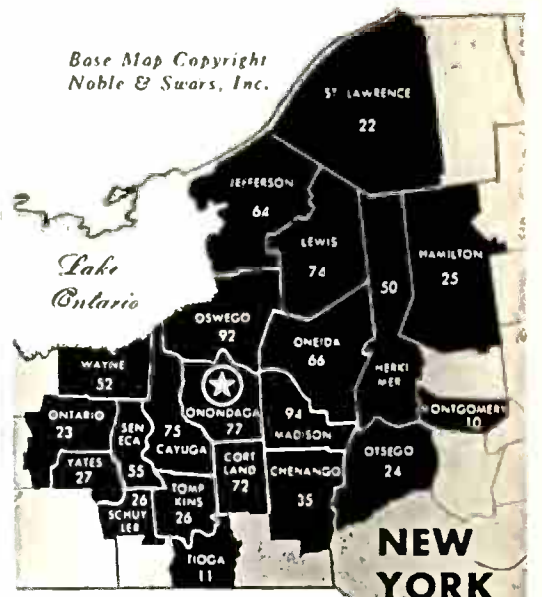 Base Map Copyright
Noble & Swars, Inc.
ST LAWRENCE
22
JEFFERSON
64
LEWIS
74
HAMILTON
25
50
HERKI
MER
Lake
Ontario
OSWEGO
92
ONEIDA
66
WAYNE
52
ONONDAGA
77
94
MADISON
MONTGOMERY
10
ONTARIO
23
SEN
ECA
55
75
CAYUGA
YATES
27
CORT
LAND
72
CHENANGO
35
OTSEGO
24
26
SCHUY
LER
TOMP
KINS
26
TIOGA
11
NEW
YORK